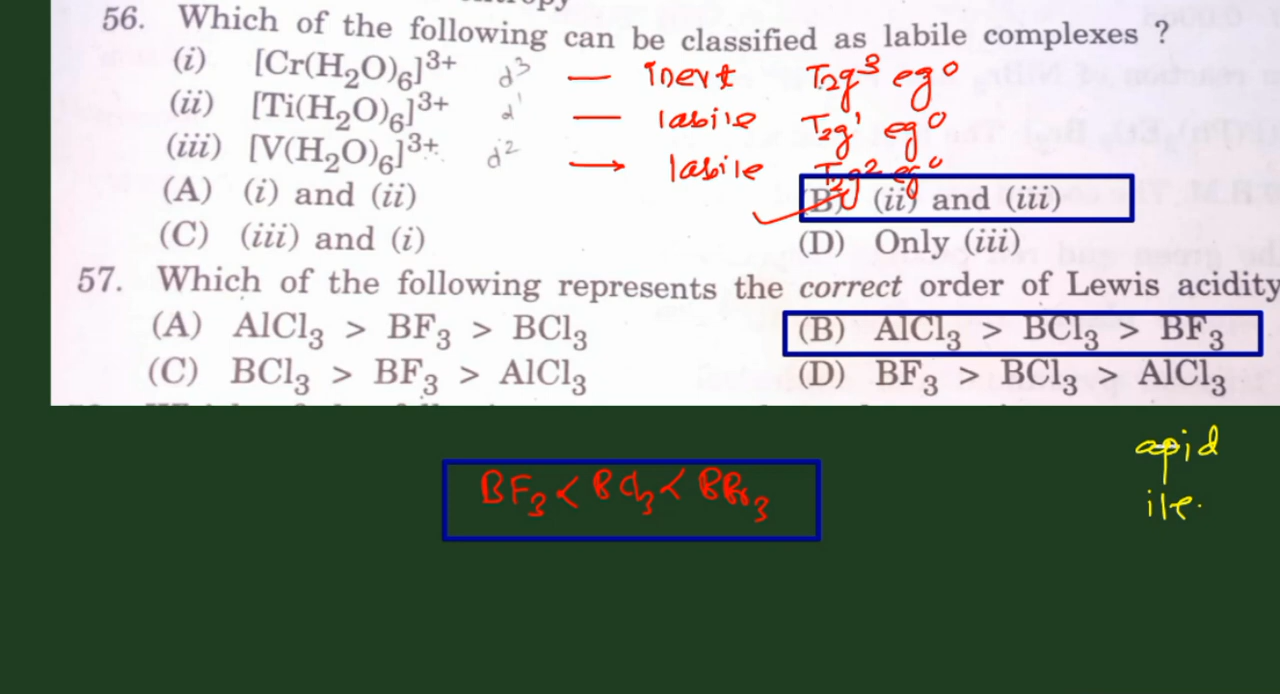 56. Which of the following can be classified as labile complexes ?
(i) [Cr(H₂O)₆]³⁺ d³ — inert T₂g³ eg⁰
(ii) [Ti(H₂O)₆]³⁺ d¹ — labile T₂g¹ eg⁰
(iii) [V(H₂O)₆]³⁺ d² → labile T₂g² eg⁰
(A) (i) and (ii) (B) (ii) and (iii)
(C) (iii) and (i) (D) Only (iii)
57. Which of the following represents the correct order of Lewis acidity
(A) AlCl₃ > BF₃ > BCl₃ (B) AlCl₃ > BCl₃ > BF₃
(C) BCl₃ > BF₃ > AlCl₃ (D) BF₃ > BCl₃ > AlCl₃
apid
BF₃ < BCl₃ < BBr₃
ile.